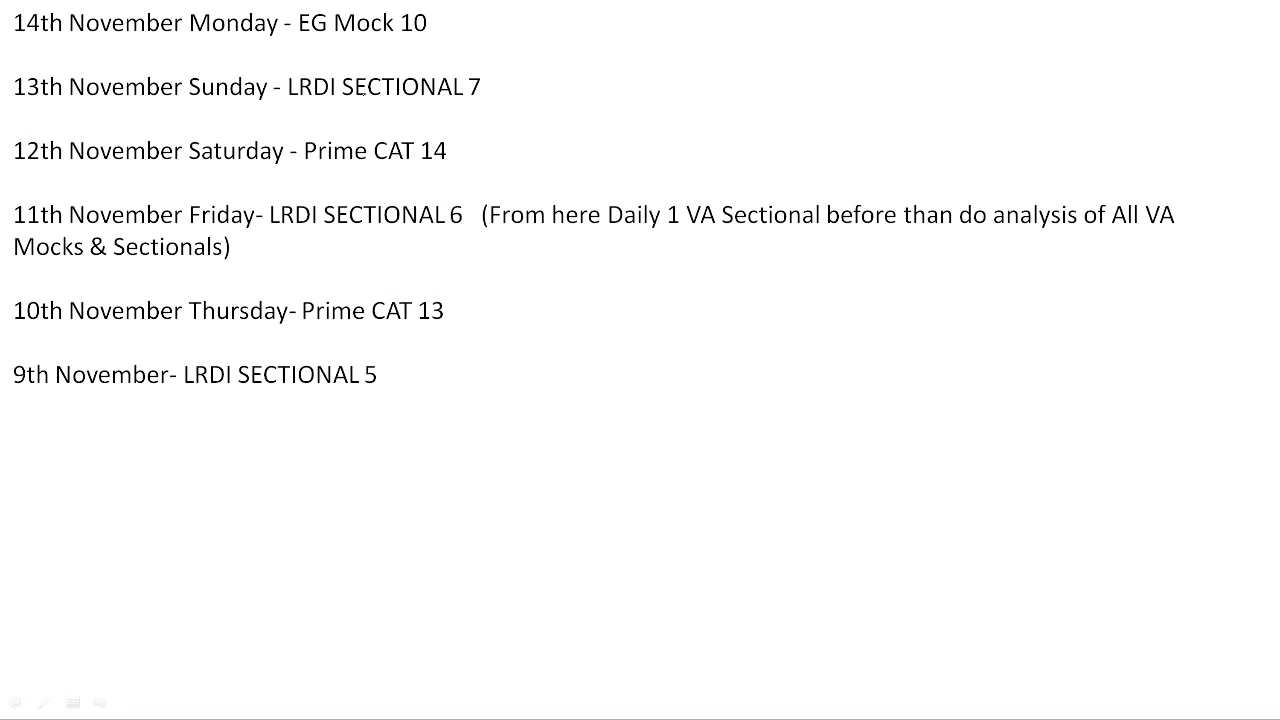 14th November Monday - EG Mock 10
13th November Sunday - LRDI SECTIONAL 7
12th November Saturday - Prime CAT 14
11th November Friday- LRDI SECTIONAL 6 (From here Daily 1 VA Sectional before than do analysis of All VA
Mocks & Sectionals)
10th November Thursday- Prime CAT 13
9th November- LRDI SECTIONAL 5